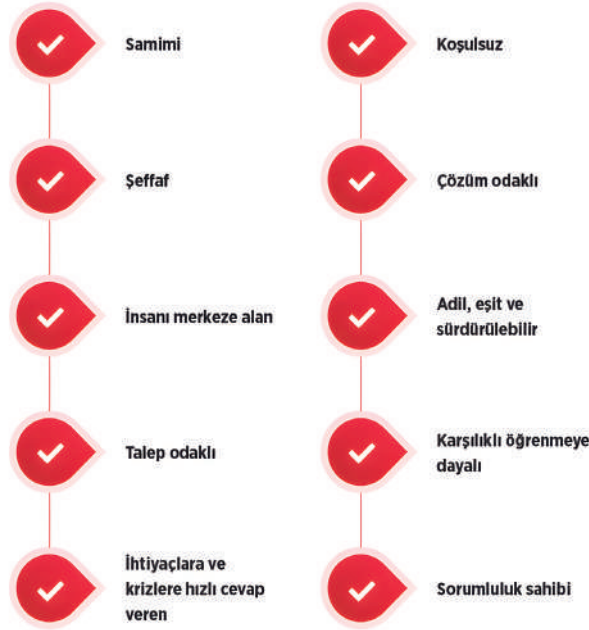 Samimi
Şeffaf
İnsanı merkeze alan
Talep odaklı
İhtiyaçlara ve
krizlere hızlı cevap
veren
Koşulsuz
Çözüm odaklı
Adil, eşit ve
sürdürülebilir
Karşılıklı öğrenmeye
dayalı
Sorumluluk sahibi